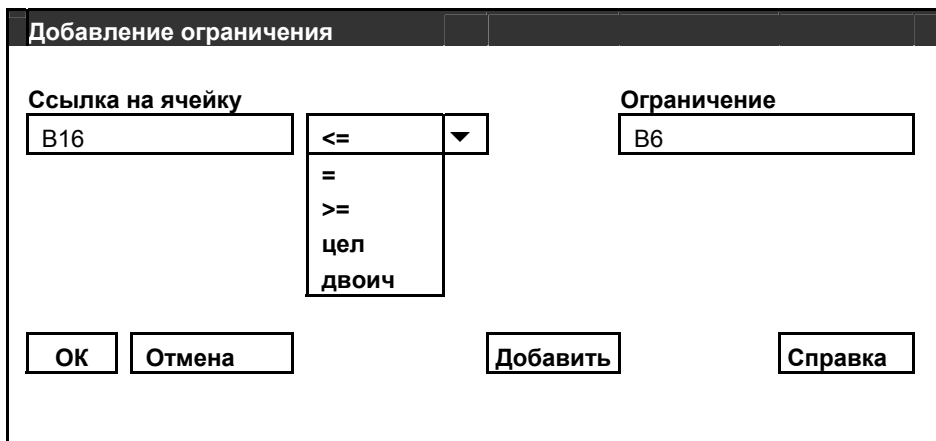 Добавление ограничения
Ссылка на ячейку Ограничение
B16 <= B6
=
>=
цел
двоич
ОК Отмена Добавить Справка